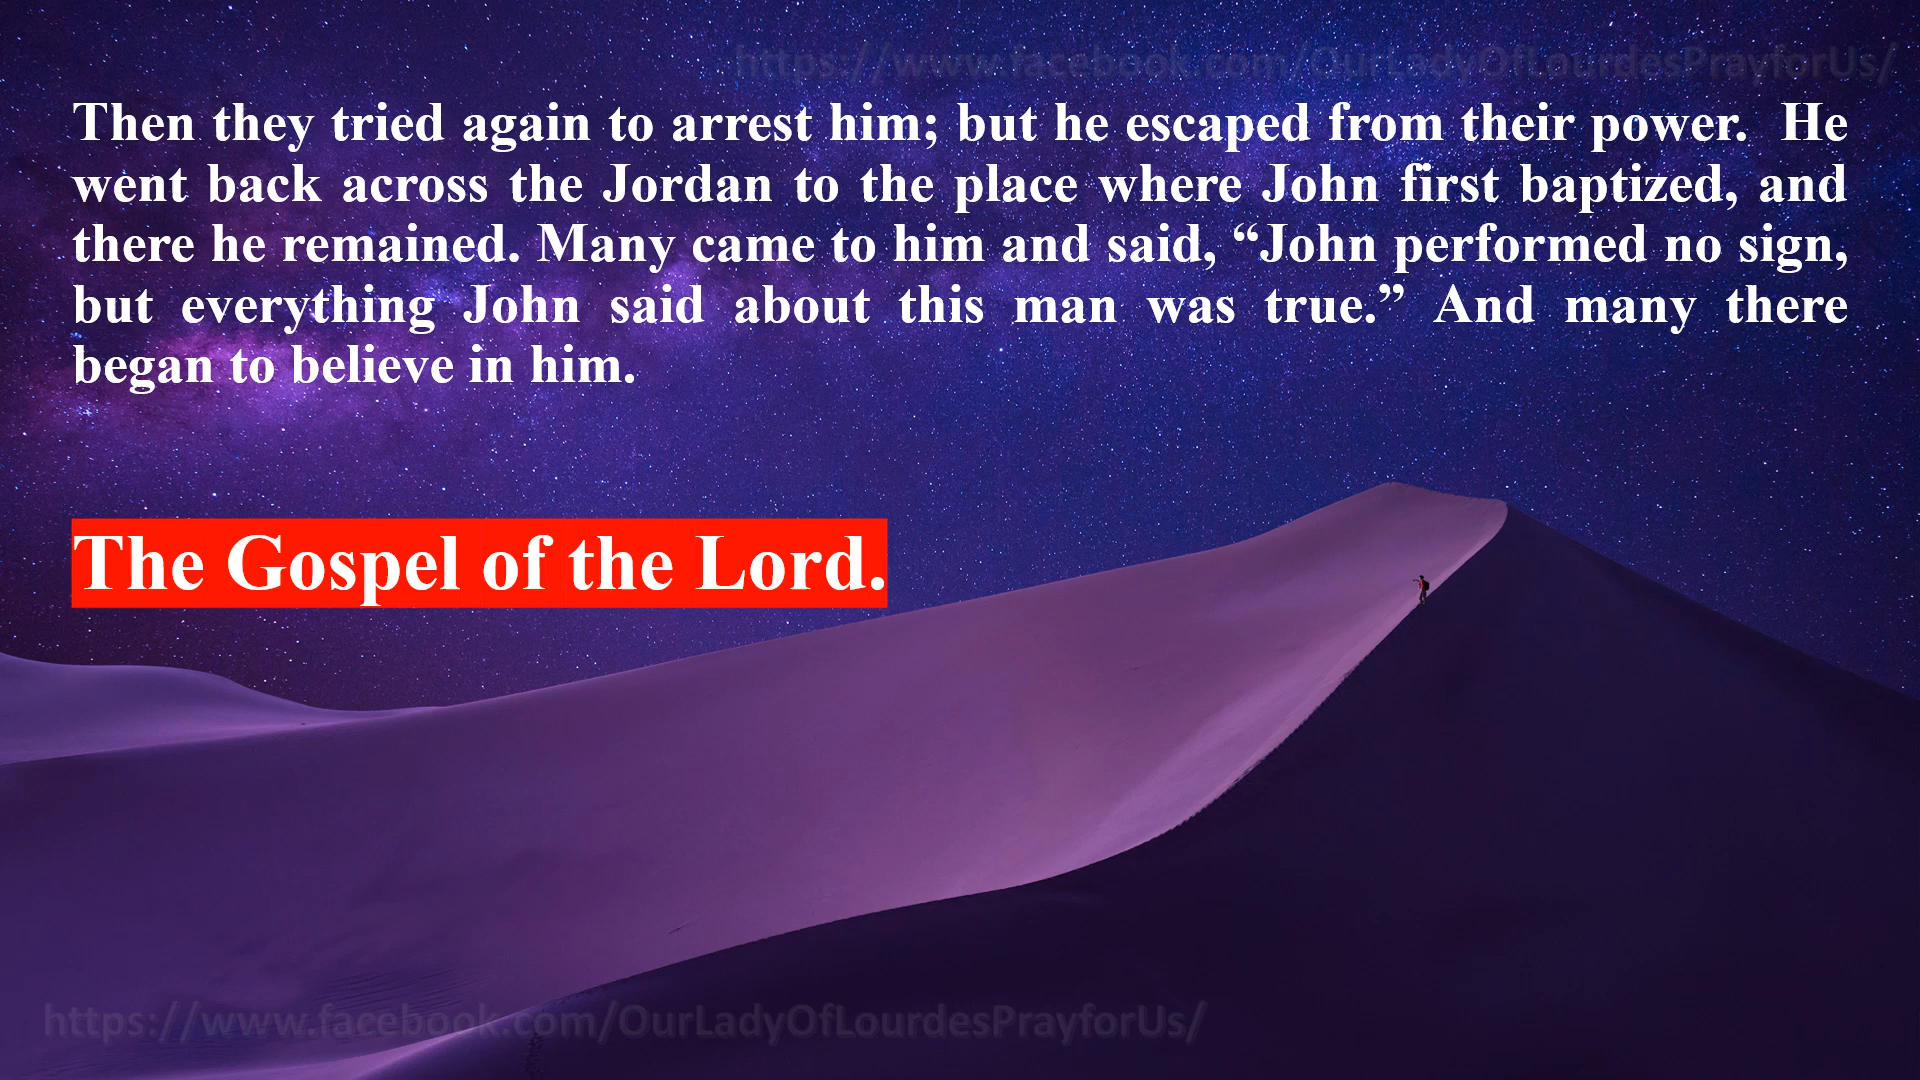 https://www.facebook.com/OurLadyOfLourdesPrayforUs/
Then they tried again to arrest him; but he escaped from their power.  He
went back across the Jordan to the place where John first baptized, and
there he remained. Many came to him and said, “John performed no sign,
but everything John said about this man was true.” And many there
began to believe in him.
The Gospel of the Lord.
https://www.facebook.com/OurLadyOfLourdesPrayforUs/